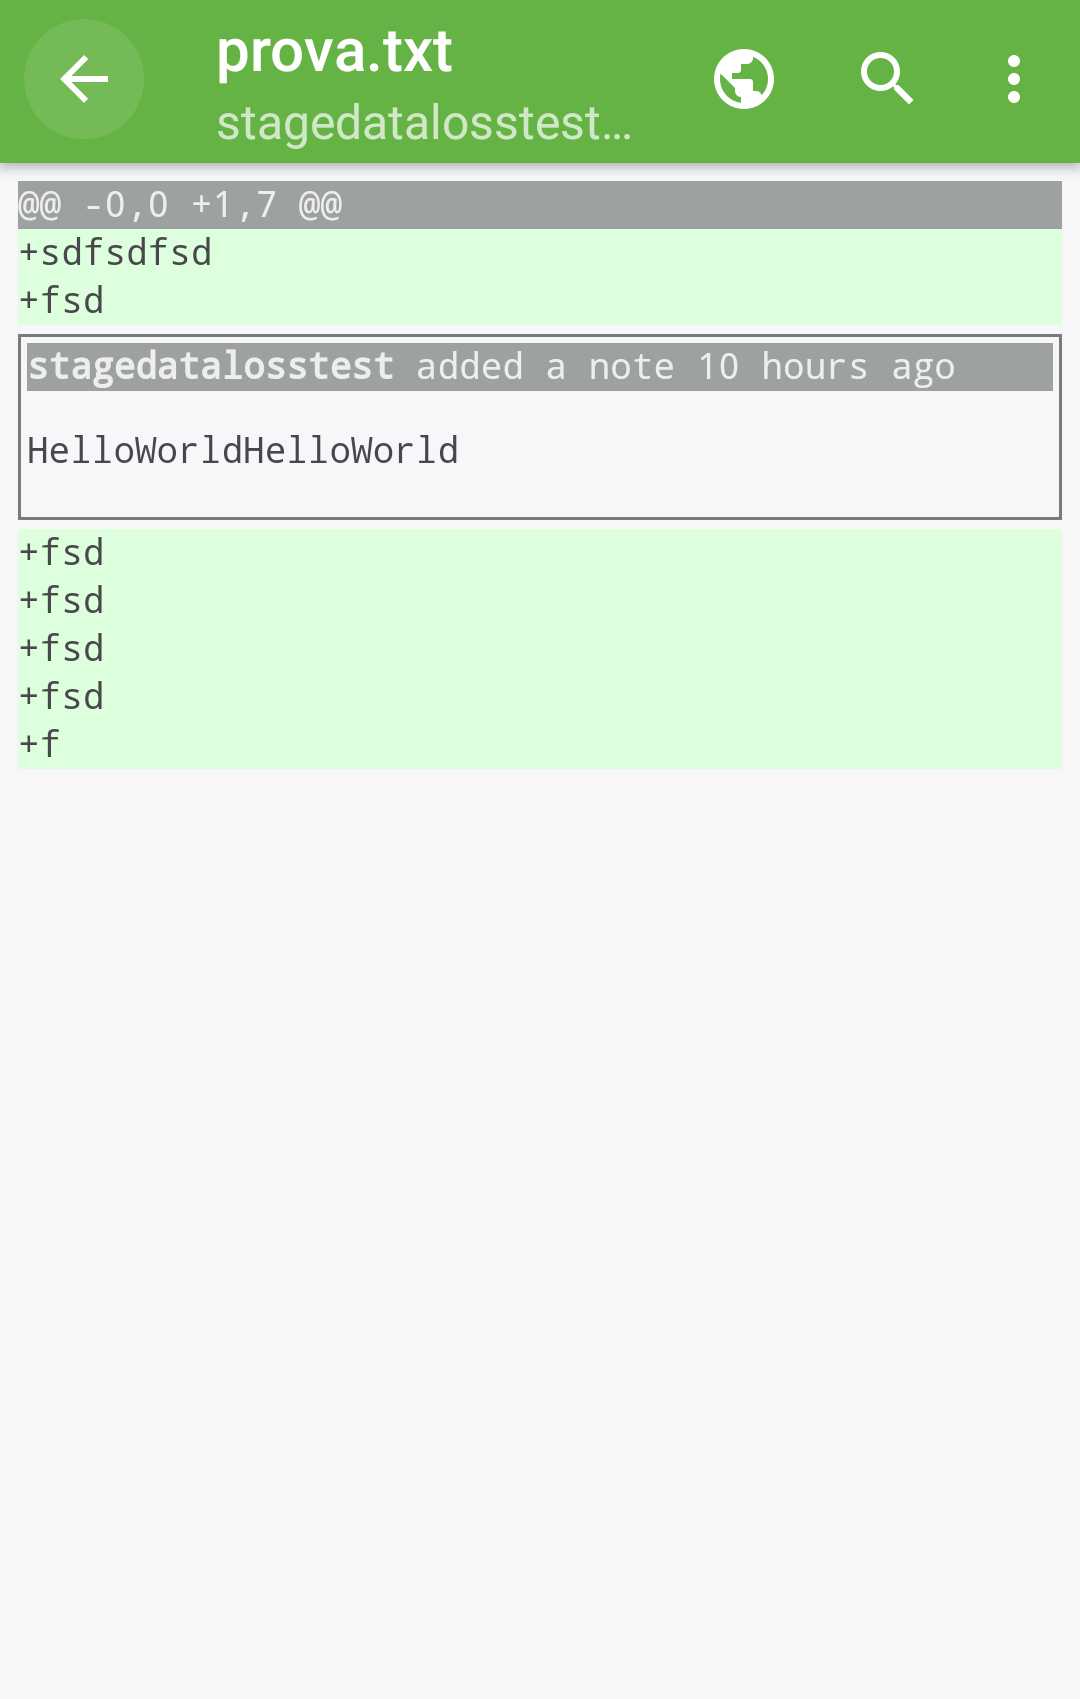 prova.txt
stagedatalosstest...
@@ -0,0 +1,7 @@
+sdfsdfsd
+fsd
stagedatalosstest added a note 10 hours ago
HelloWorldHelloWorld
+fsd
+fsd
+fsd
+fsd
+f